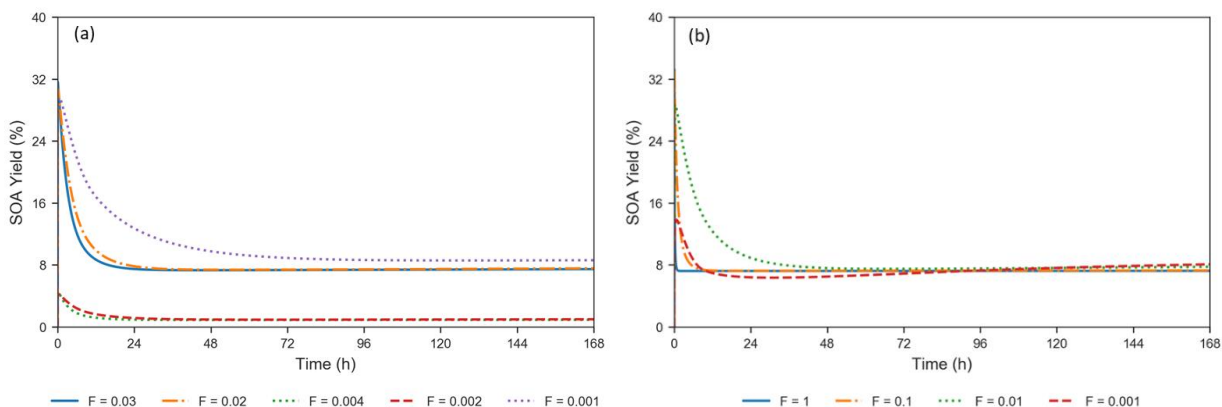 (a)
40
32
24
16
8
0
SOA Yield (%)
0 24 48 72 96 120 144 168
Time (h)
F = 0.03 F = 0.02 F = 0.004 F = 0.002 F = 0.001
(b)
40
32
24
16
8
0
SOA Yield (%)
0 24 48 72 96 120 144 168
Time (h)
F = 1 F = 0.1 F = 0.01 F = 0.001